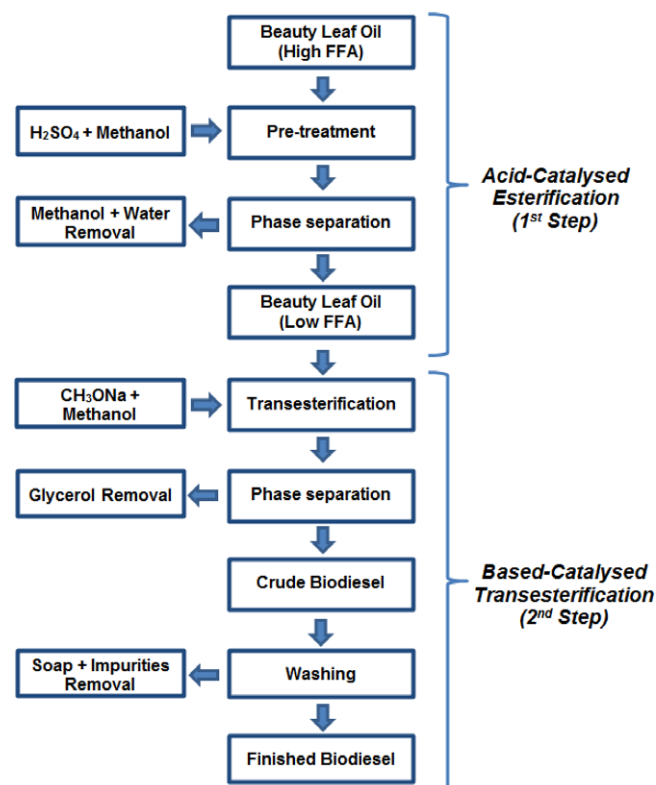 Beauty Leaf Oil
(High FFA)
H₂SO₄ + Methanol
Pre-treatment
Methanol + Water
Removal
Phase separation
Beauty Leaf Oil
(Low FFA)
Acid-Catalysed
Esterification
(1st Step)
CH₃ONa +
Methanol
Transesterification
Glycerol Removal
Phase separation
Crude Biodiesel
Soap + Impurities
Removal
Washing
Finished Biodiesel
Based-Catalysed
Transesterification
(2nd Step)